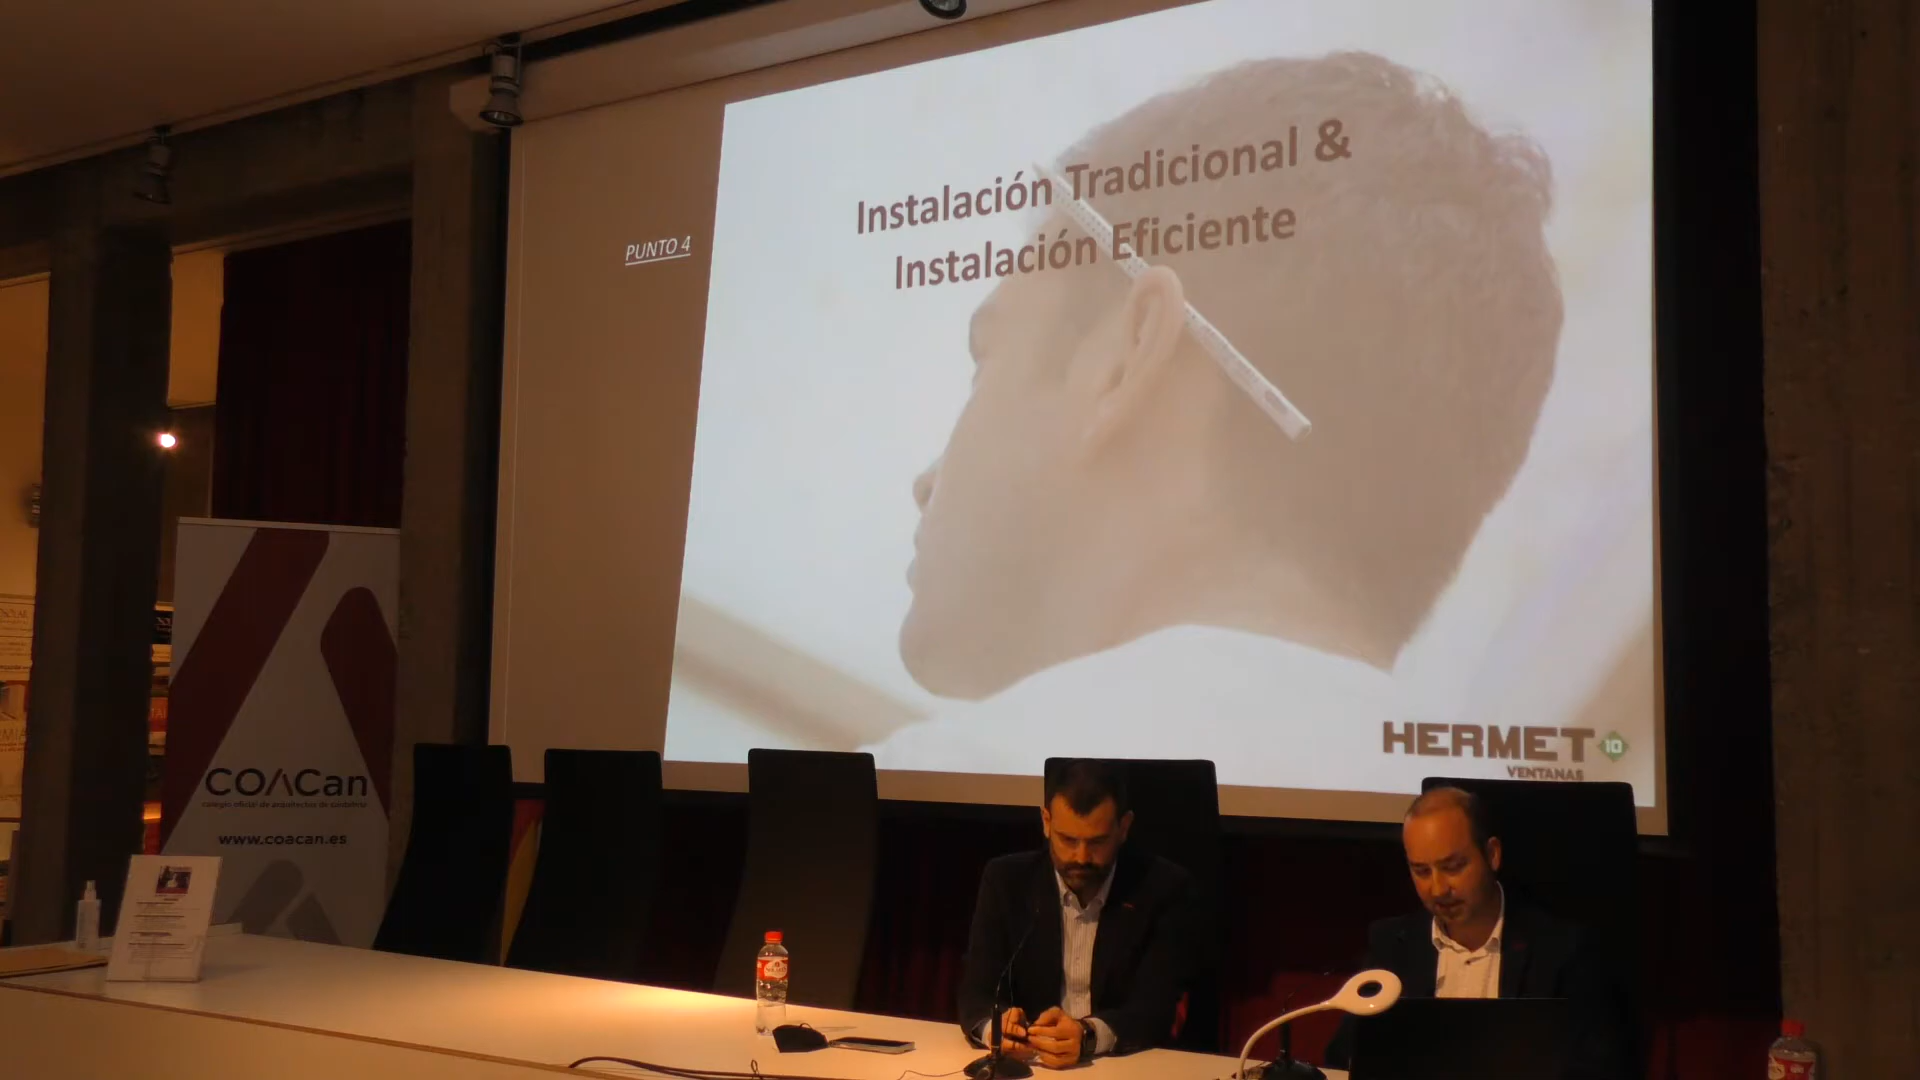 PUNTO 4
Instalación Tradicional &
Instalación Eficiente
HERMET 10
VENTANAS
COACan
colegio oficial de arquitectos de cantabria
www.coacan.es